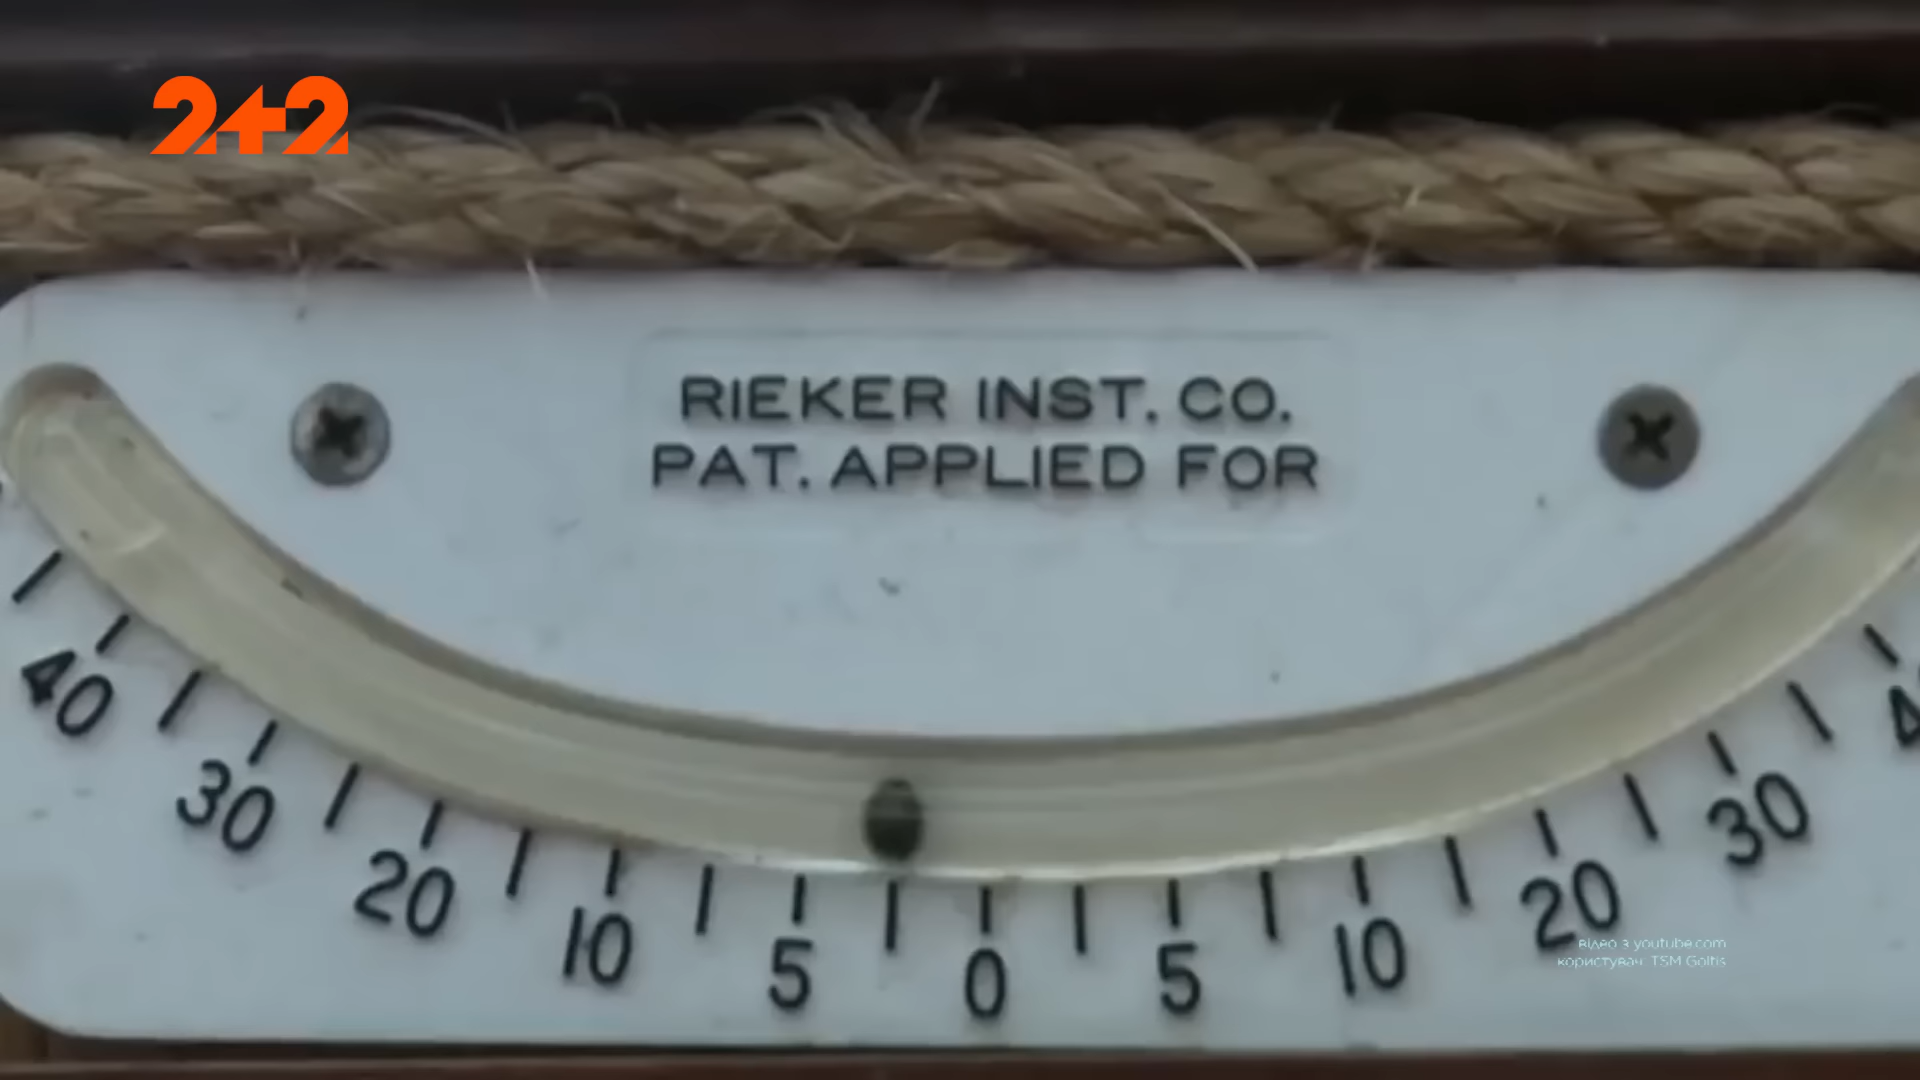 2+2
RIEKER INST. CO.
PAT. APPLIED FOR
40 30 20 10 5 0 5 10 20 30
відео з youtube.com
користувач: TSM Goltis